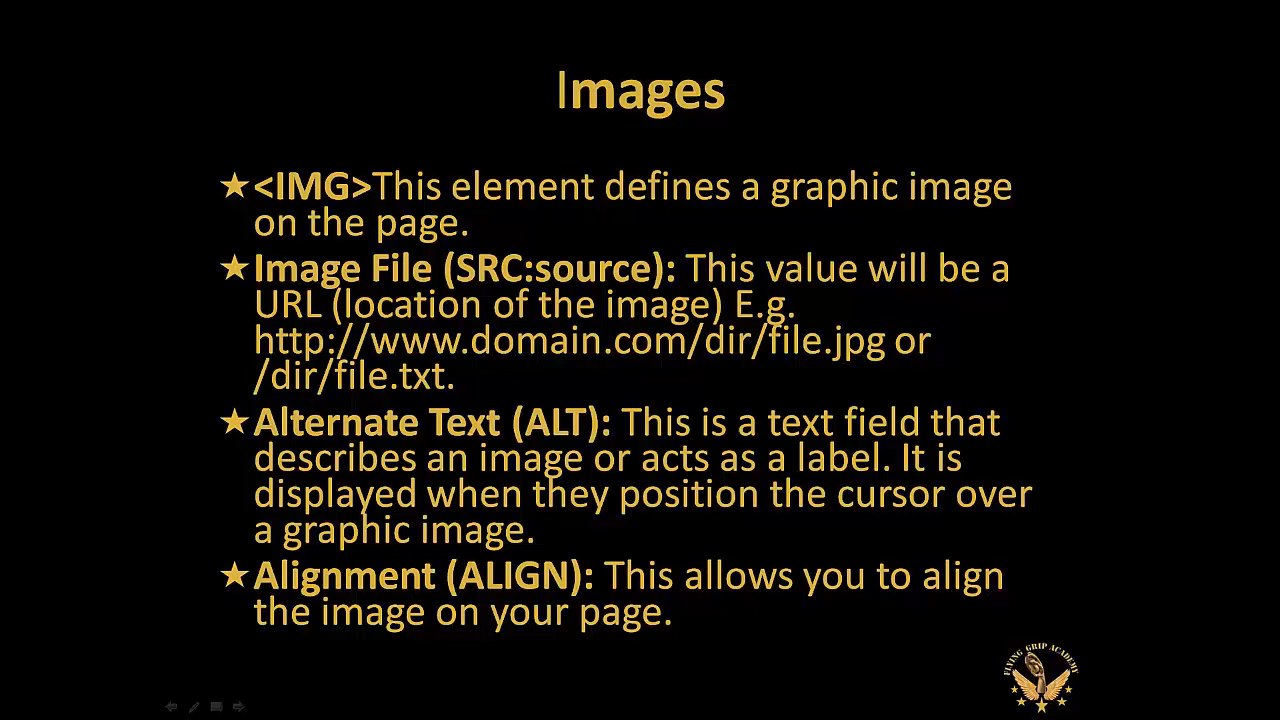 Images
★<IMG>This element defines a graphic image
on the page.
★Image File (SRC:source): This value will be a
URL (location of the image) E.g.
http://www.domain.com/dir/file.jpg or
/dir/file.txt.
★Alternate Text (ALT): This is a text field that
describes an image or acts as a label. It is
displayed when they position the cursor over
a graphic image.
★Alignment (ALIGN): This allows you to align
the image on your page.
FLYING GRIP ACADEMY